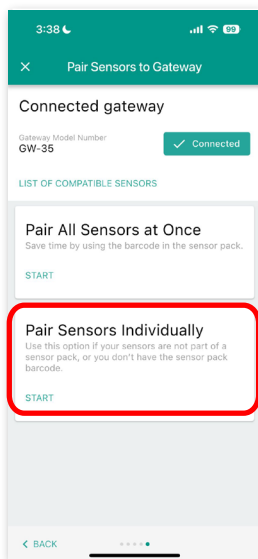 3:38
99
Pair Sensors to Gateway
Connected gateway
Gateway Model Number
GW-35
Connected
LIST OF COMPATIBLE SENSORS
Pair All Sensors at Once
Save time by using the barcode in the sensor pack.
START
Pair Sensors Individually
Use this option if your sensors are not part of a
sensor pack, or you don't have the sensor pack
barcode.
START
BACK